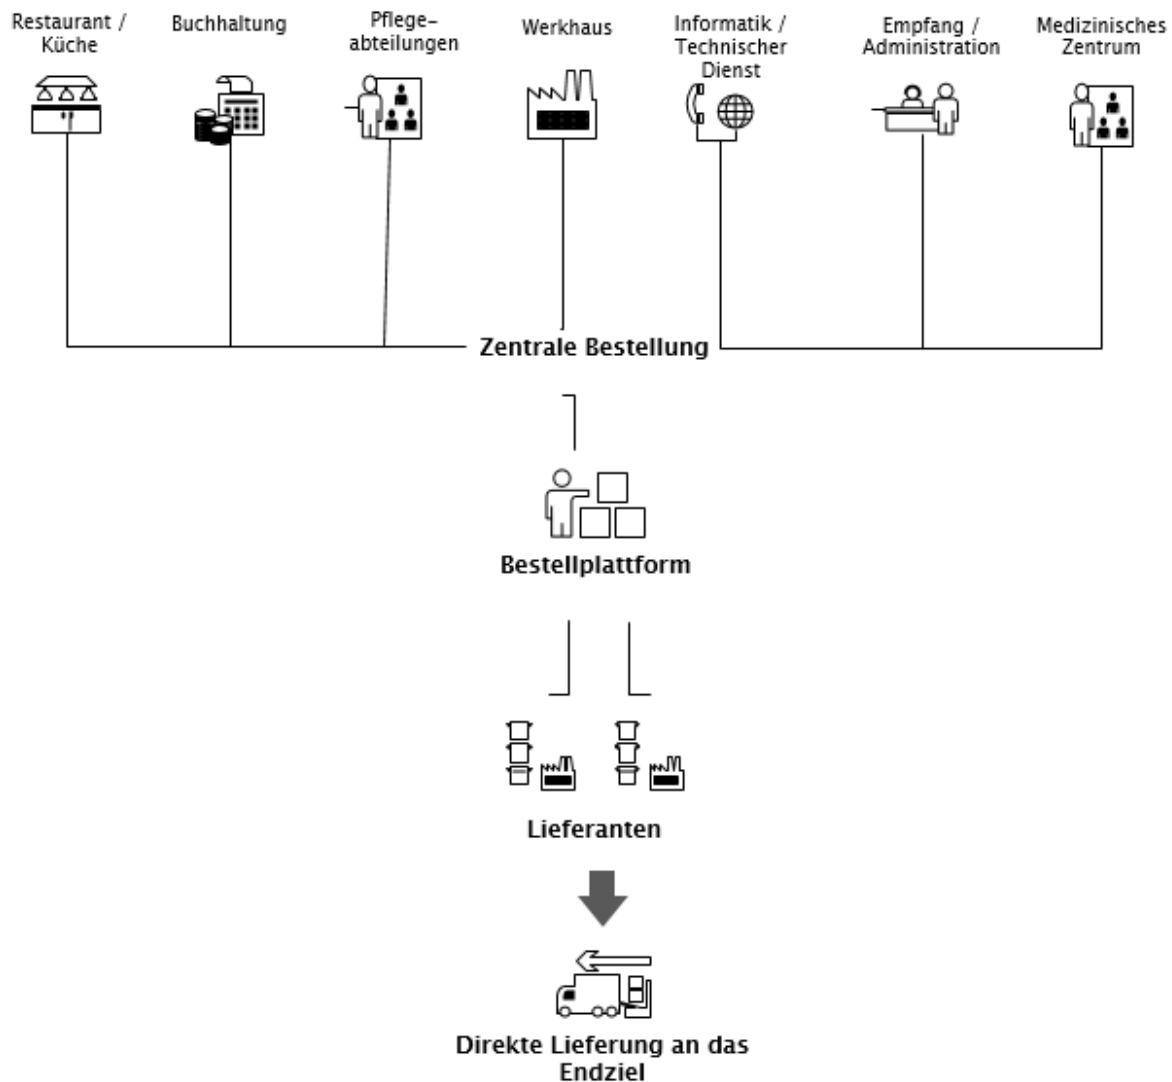 Restaurant /
Küche
Buchhaltung
Pflege-
abteilungen
Werkhaus
Informatik /
Technischer
Dienst
Empfang /
Administration
Medizinisches
Zentrum
Zentrale Bestellung
Bestellplattform
Lieferanten
Direkte Lieferung an das
Endziel